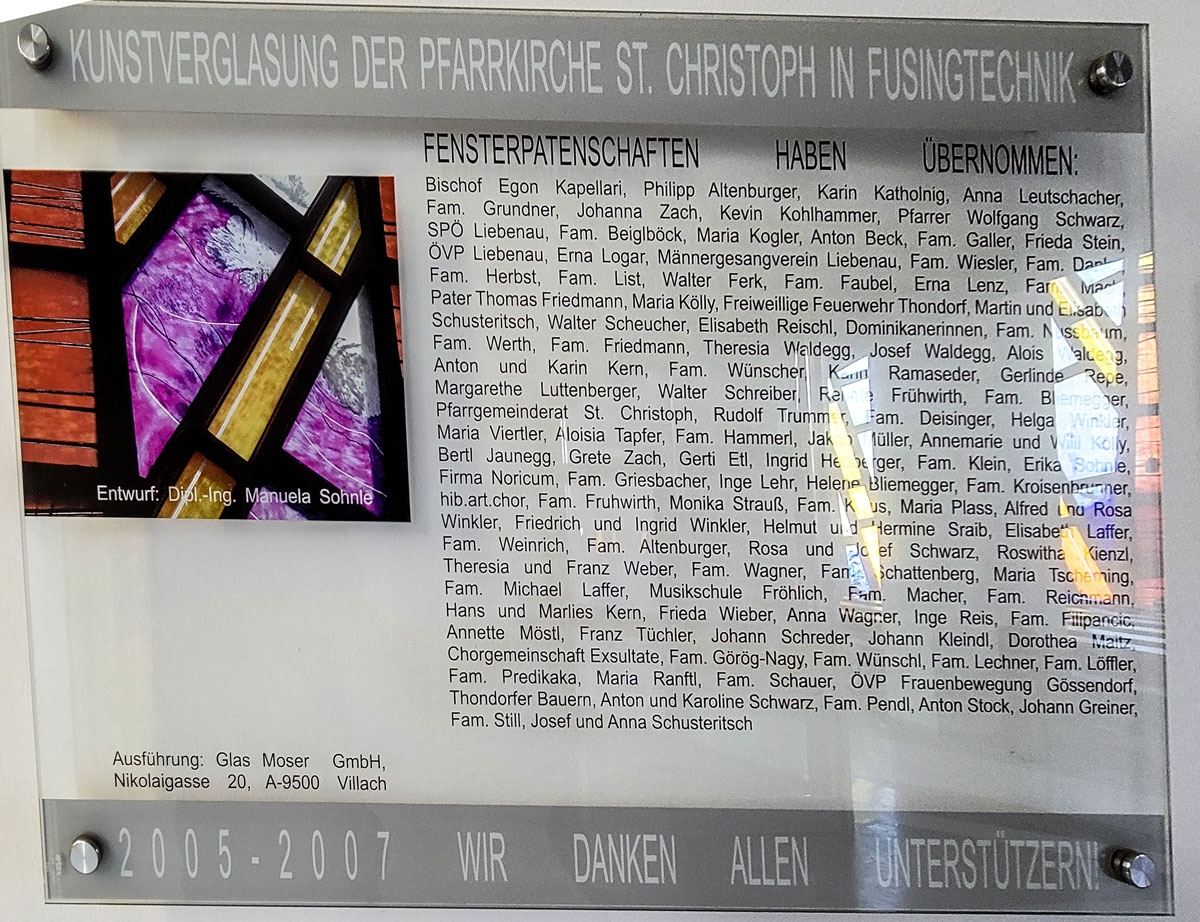 KUNSTVERGLASUNG DER PFARRKIRCHE ST. CHRISTOPH IN FUSINGTECHNIK
FENSTERPATENSCHAFTEN HABEN ÜBERNOMMEN:
Bischof Egon Kapellari, Philipp Altenburger, Karin Katholnig, Anna Leutschacher,
Fam. Grundner, Johanna Zach, Kevin Kohlhammer, Pfarrer Wolfgang Schwarz,
SPÖ Liebenau, Fam. Beiglböck, Maria Kogler, Anton Beck, Fam. Galler, Frieda Stein,
ÖVP Liebenau, Erna Logar, Männergesangverein Liebenau, Fam. Wiesler, Fam.
Fam. Herbst, Fam. List, Walter Ferk, Fam. Faubel, Erna Lenz, Fam.
Pater Thomas Friedmann, Maria Kölly, Freiweillige Feuerwehr Thondorf, Martin und Elisabeth
Schusteritsch, Walter Scheucher, Elisabeth Reischl, Dominikanerinnen, Fam. Nussbaum,
Fam. Werth, Fam. Friedmann, Theresia Waldegg, Josef Waldegg, Alois Waldegg,
Anton und Karin Kern, Fam. Wünscher, Karin Ramaseder, Gerlinde Repe,
Margarethe Luttenberger, Walter Schreiber, Renate Frühwirth, Fam. Bliemegger,
Pfarrgemeinderat St. Christoph, Rudolf Trummer, Fam. Deisinger, Helga Winkler,
Maria Viertler, Aloisia Tapfer, Fam. Hammerl, Jakob Müller, Annemarie und Willi Kölly,
Bertl Jaunegg, Grete Zach, Gerti Etl, Ingrid Heuberger, Fam. Klein, Erika Sohnle,
Firma Noricum, Fam. Griesbacher, Inge Lehr, Helene Bliemegger, Fam. Kroisenbrunner,
hib.art.chor, Fam. Fruhwirth, Monika Strauß, Fam. Maria Plass, Alfred und Rosa
Winkler, Friedrich und Ingrid Winkler, Helmut und Hermine Sraib, Elisabeth Laffer,
Fam. Weinrich, Fam. Altenburger, Rosa und Josef Schwarz, Roswitha Kienzl,
Theresia und Franz Weber, Fam. Wagner, Fam. Schattenberg, Maria Tscherning,
Fam. Michael Laffer, Musikschule Fröhlich, Fam. Macher, Fam. Reichmann,
Hans und Marlies Kern, Frieda Wieber, Anna Wagner, Inge Reis, Fam. Filipancic.
Annette Möstl, Franz Tüchler, Johann Schreder, Johann Kleindl, Dorothea Maitz,
Chorgemeinschaft Exsultate, Fam. Görög-Nagy, Fam. Wünschl, Fam. Lechner, Fam. Löffler,
Fam. Predikaka, Maria Ranftl, Fam. Schauer, ÖVP Frauenbewegung Gössendorf,
Thondorfer Bauern, Anton und Karoline Schwarz, Fam. Pendl, Anton Stock, Johann Greiner,
Fam. Still, Josef und Anna Schusteritsch
Entwurf: Dipl.-Ing. Manuela Sohnle
Ausführung: Glas Moser GmbH,
Nikolaigasse 20, A-9500 Villach
2005-2007 WIR DANKEN ALLEN UNTERSTÜTZERN!